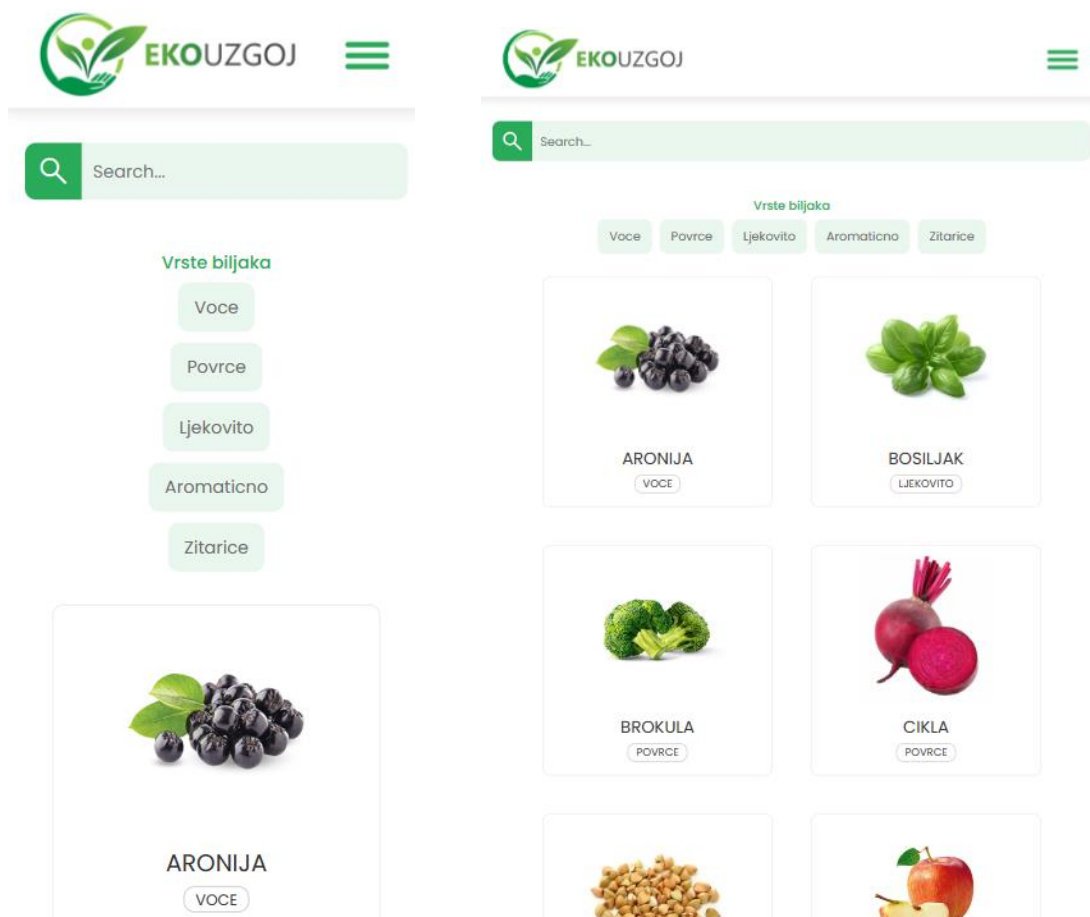 EKOUZGOJ
Search...
Vrste biljaka
Voce
Povrce
Ljekovito
Aromaticno
Zitarice
ARONIJA
VOCE
EKOUZGOJ
Search...
Vrste biljaka
Voce Povrce Ljekovito Aromaticno Zitarice
ARONIJA
VOCE
BOSILJAK
LJEKOVITO
BROKULA
POVRCE
CIKLA
POVRCE